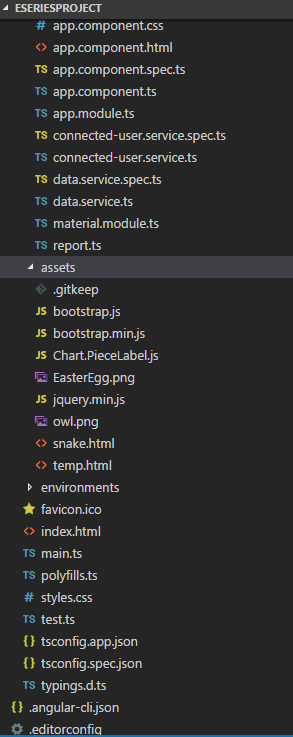 ESERIESPROJECT
# app.component.css
<> app.component.html
TS app.component.spec.ts
TS app.component.ts
TS app.module.ts
TS connected-user.service.spec.ts
TS connected-user.service.ts
TS data.service.spec.ts
TS data.service.ts
TS material.module.ts
TS report.ts
assets
.gitkeep
JS bootstrap.js
JS bootstrap.min.js
JS Chart.PieceLabel.js
EasterEgg.png
JS jquery.min.js
owl.png
<> snake.html
<> temp.html
environments
favicon.ico
<> index.html
TS main.ts
TS polyfills.ts
# styles.css
TS test.ts
{ } tsconfig.app.json
{ } tsconfig.spec.json
TS typings.d.ts
{ } .angular-cli.json
.editorconfig